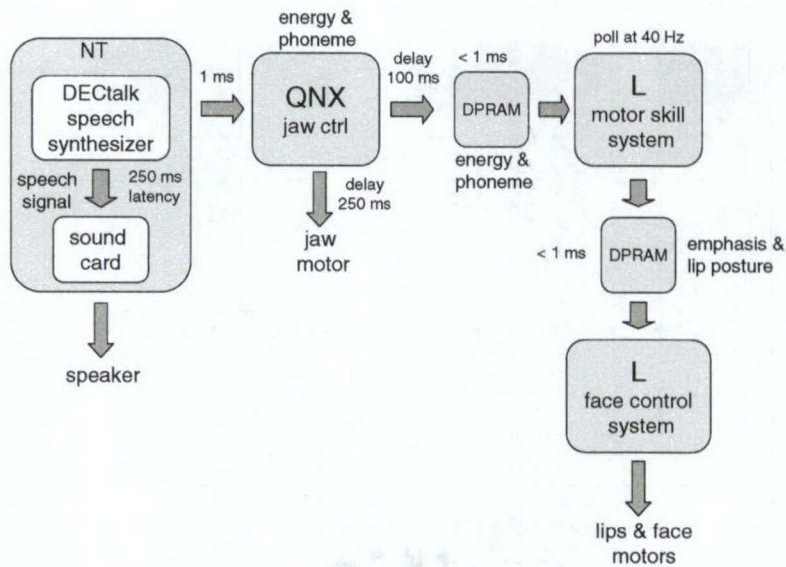 NT
DECtalk
speech
synthesizer
speech
signal
250 ms
latency
sound
card
speaker
1 ms
energy &
phoneme
QNX
jaw ctrl
delay
250 ms
jaw
motor
delay
100 ms
< 1 ms
DPRAM
energy &
phoneme
poll at 40 Hz
L
motor skill
system
< 1 ms
DPRAM
emphasis &
lip posture
L
face control
system
lips & face
motors